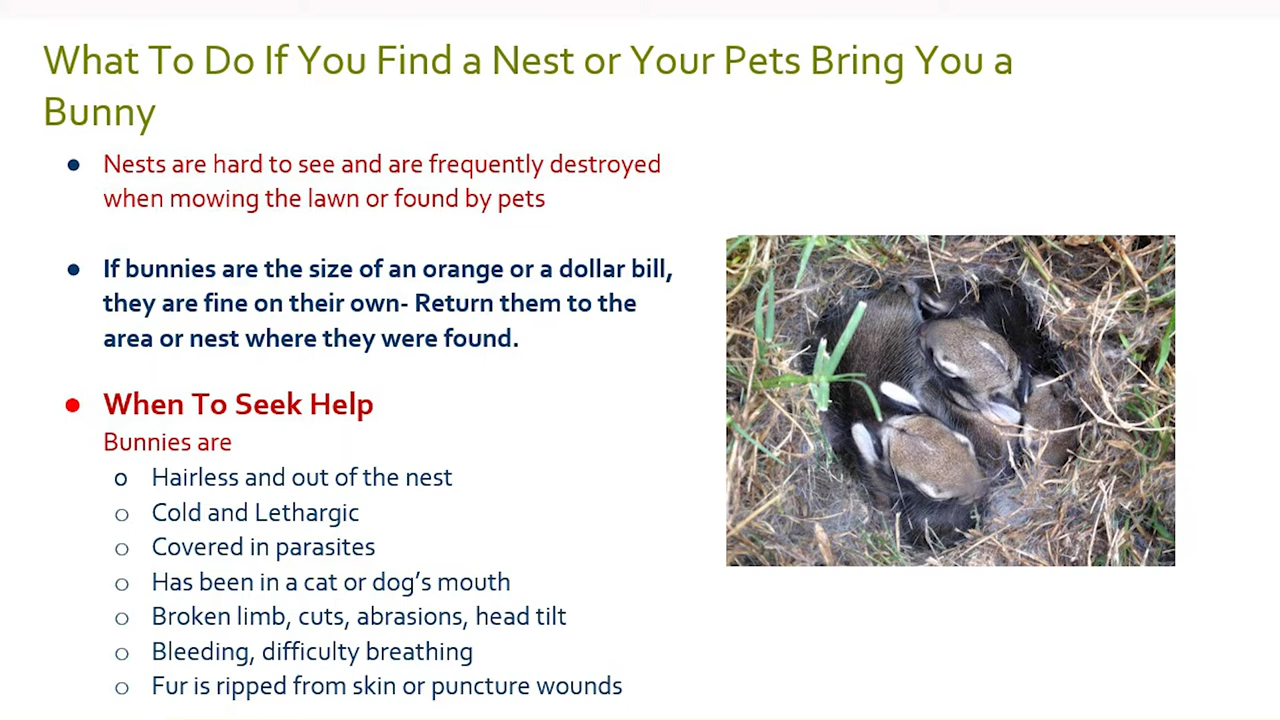 What To Do If You Find a Nest or Your Pets Bring You a
Bunny
● Nests are hard to see and are frequently destroyed
when mowing the lawn or found by pets
● If bunnies are the size of an orange or a dollar bill,
they are fine on their own- Return them to the
area or nest where they were found.
● When To Seek Help
Bunnies are
o Hairless and out of the nest
o Cold and Lethargic
o Covered in parasites
o Has been in a cat or dog’s mouth
o Broken limb, cuts, abrasions, head tilt
o Bleeding, difficulty breathing
o Fur is ripped from skin or puncture wounds